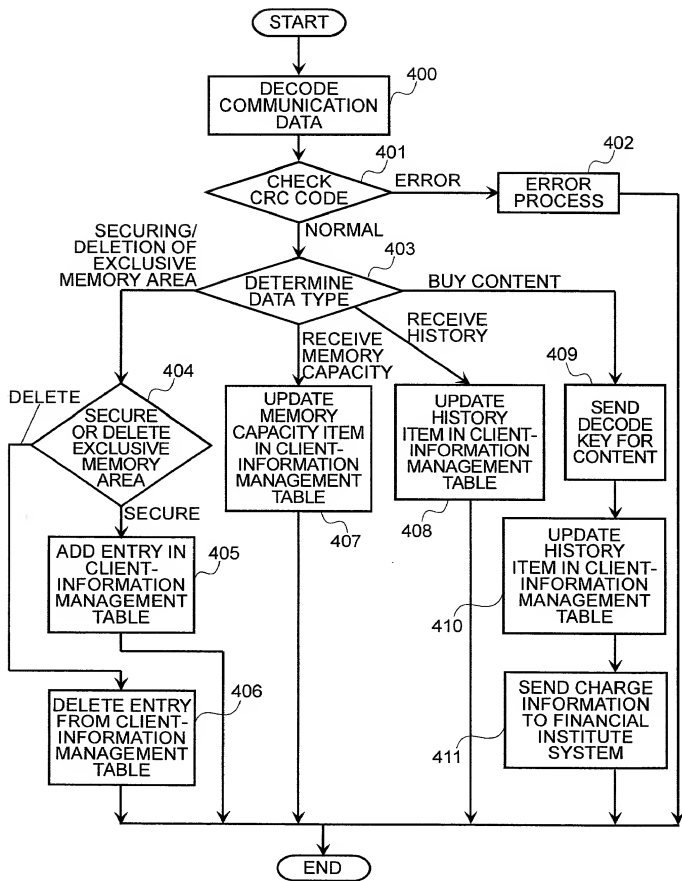 START
400
DECODE
COMMUNICATION
DATA
401
402
CHECK
CRC CODE
ERROR
ERROR
PROCESS
NORMAL
SECURING/
DELETION OF
EXCLUSIVE
MEMORY AREA
403
DETERMINE
DATA TYPE
BUY CONTENT
RECEIVE
HISTORY
RECEIVE
MEMORY
CAPACITY
404
DELETE
SECURE
OR DELETE
EXCLUSIVE
MEMORY
AREA
SECURE
UPDATE
MEMORY
CAPACITY ITEM
IN CLIENT-
INFORMATION
MANAGEMENT
TABLE
407
UPDATE
HISTORY
ITEM IN CLIENT-
INFORMATION
MANAGEMENT
TABLE
408
409
SEND
DECODE
KEY FOR
CONTENT
ADD ENTRY IN
CLIENT-
INFORMATION
MANAGEMENT
TABLE
405
UPDATE
HISTORY
ITEM IN CLIENT-
INFORMATION
MANAGEMENT
TABLE
410
DELETE ENTRY
FROM CLIENT-
INFORMATION
MANAGEMENT
TABLE
406
SEND CHARGE
INFORMATION
TO FINANCIAL
INSTITUTE
SYSTEM
411
END